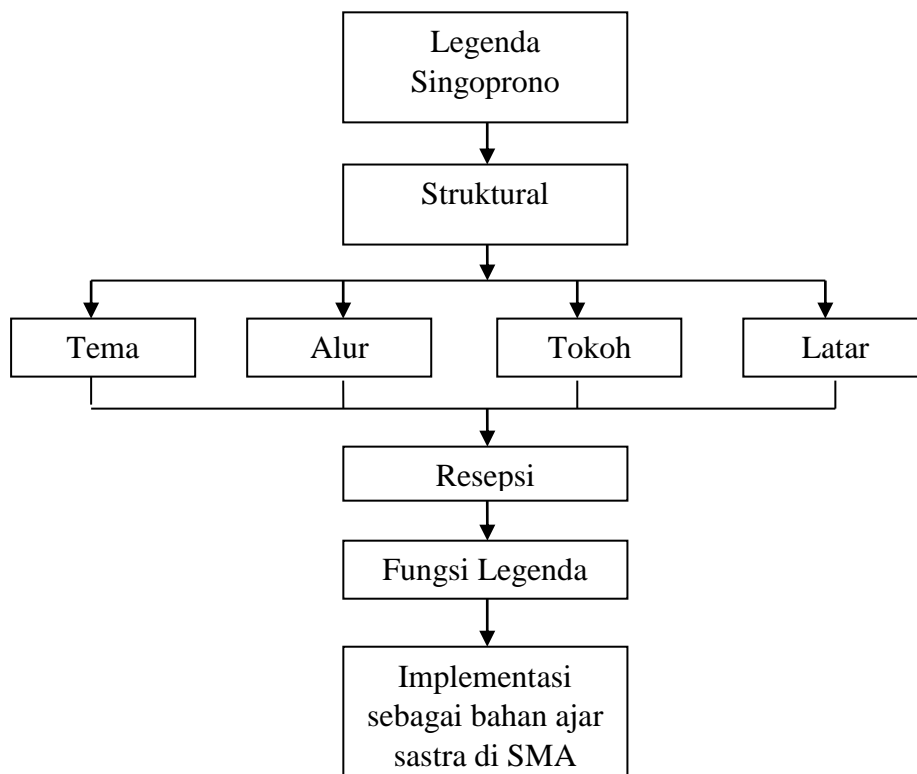 Legenda
Singoprono
Struktural
Tema
Alur
Tokoh
Latar
Resepsi
Fungsi Legenda
Implementasi
sebagai bahan ajar
sastra di SMA